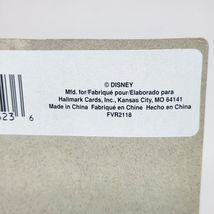 © DISNEY
Mfd. for/Fabriqué pour/Elaborado para
Hallmark Cards, Inc., Kansas City, MO 64141
Made in China Fabriqué en Chine Hecho en China
FVR2118
6